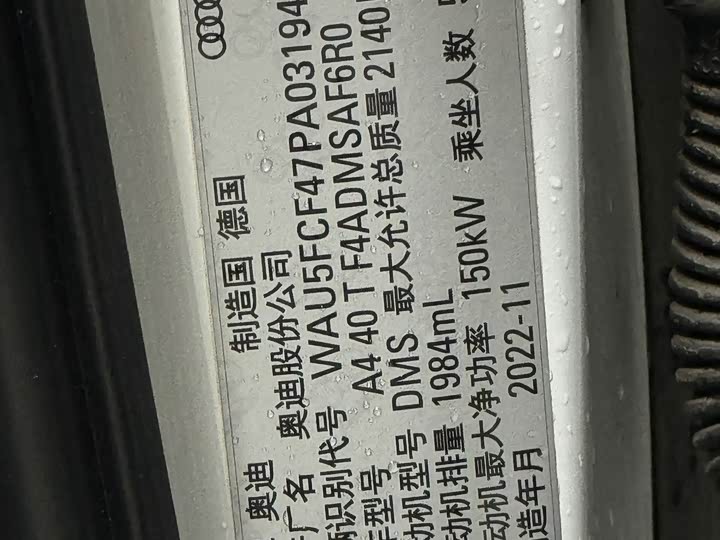 奥迪 制造国 德国
厂名 奥迪股份公司
辆识别代号 WAU5FCF47PA03194
车型号 A4 40 T F4ADMSAF6R0
动机型号 DMS 最大允许总质量 2140
动机排量 1984mL
动机最大净功率 150kW 乘坐人数
造年月 2022-11